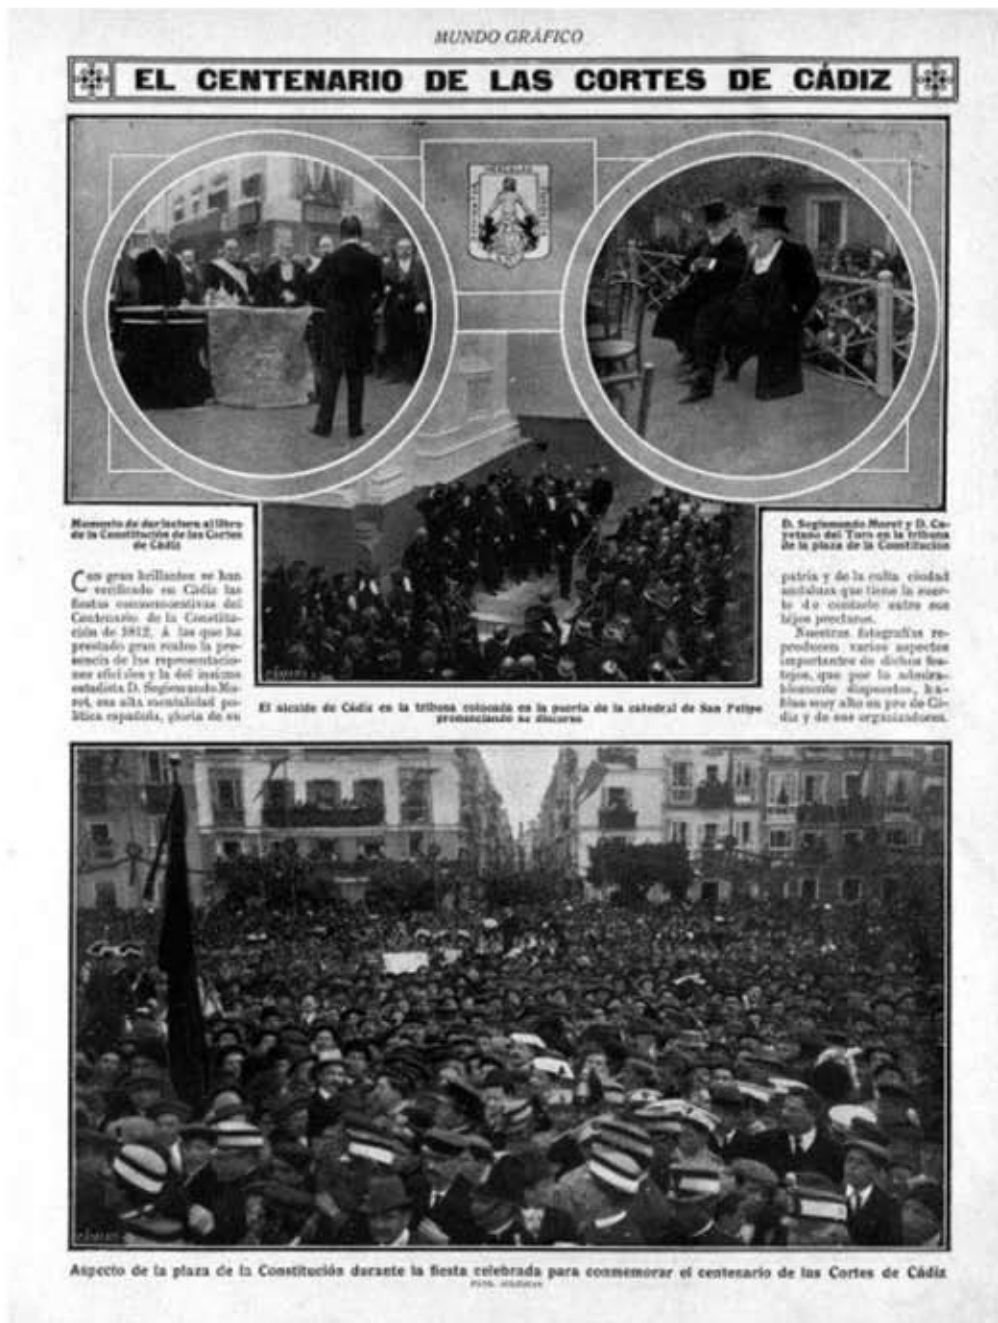 MUNDO GRÁFICO
EL CENTENARIO DE LAS CORTES DE CÁDIZ
Momento de dar lectura al libro
de la Constitución de las Cortes
de Cádiz
D. Segismundo Moret y D. Ca-
yetano del Toro en la tribuna
de la plaza de la Constitución
Con gran brillantez se han
verificado en Cádiz las
fiestas conmemorativas del
Centenario de la Constitu-
ción de 1812, á las que ha
prestado gran realce la pre-
sencia de las representacio-
nes oficiales y la del insigne
estadista D. Segismundo Mo-
ret, esa alta mentalidad po-
lítica española, gloria de su
El alcalde de Cádiz en la tribuna colocada en la puerta de la catedral de San Felipe
pronunciando su discurso
patria y de la culta ciudad
andaluza que tiene la suer-
te de contarle entre sus
hijos preclaros.
Nuestras fotografías re-
producen varios aspectos
importantes de dichos fes-
tejos, que por lo admira-
blemente dispuestos, ha-
blan muy alto en pro de Cá-
diz y de sus organizadores.
Aspecto de la plaza de la Constitución durante la fiesta celebrada para conmemorar el centenario de las Cortes de Cádiz